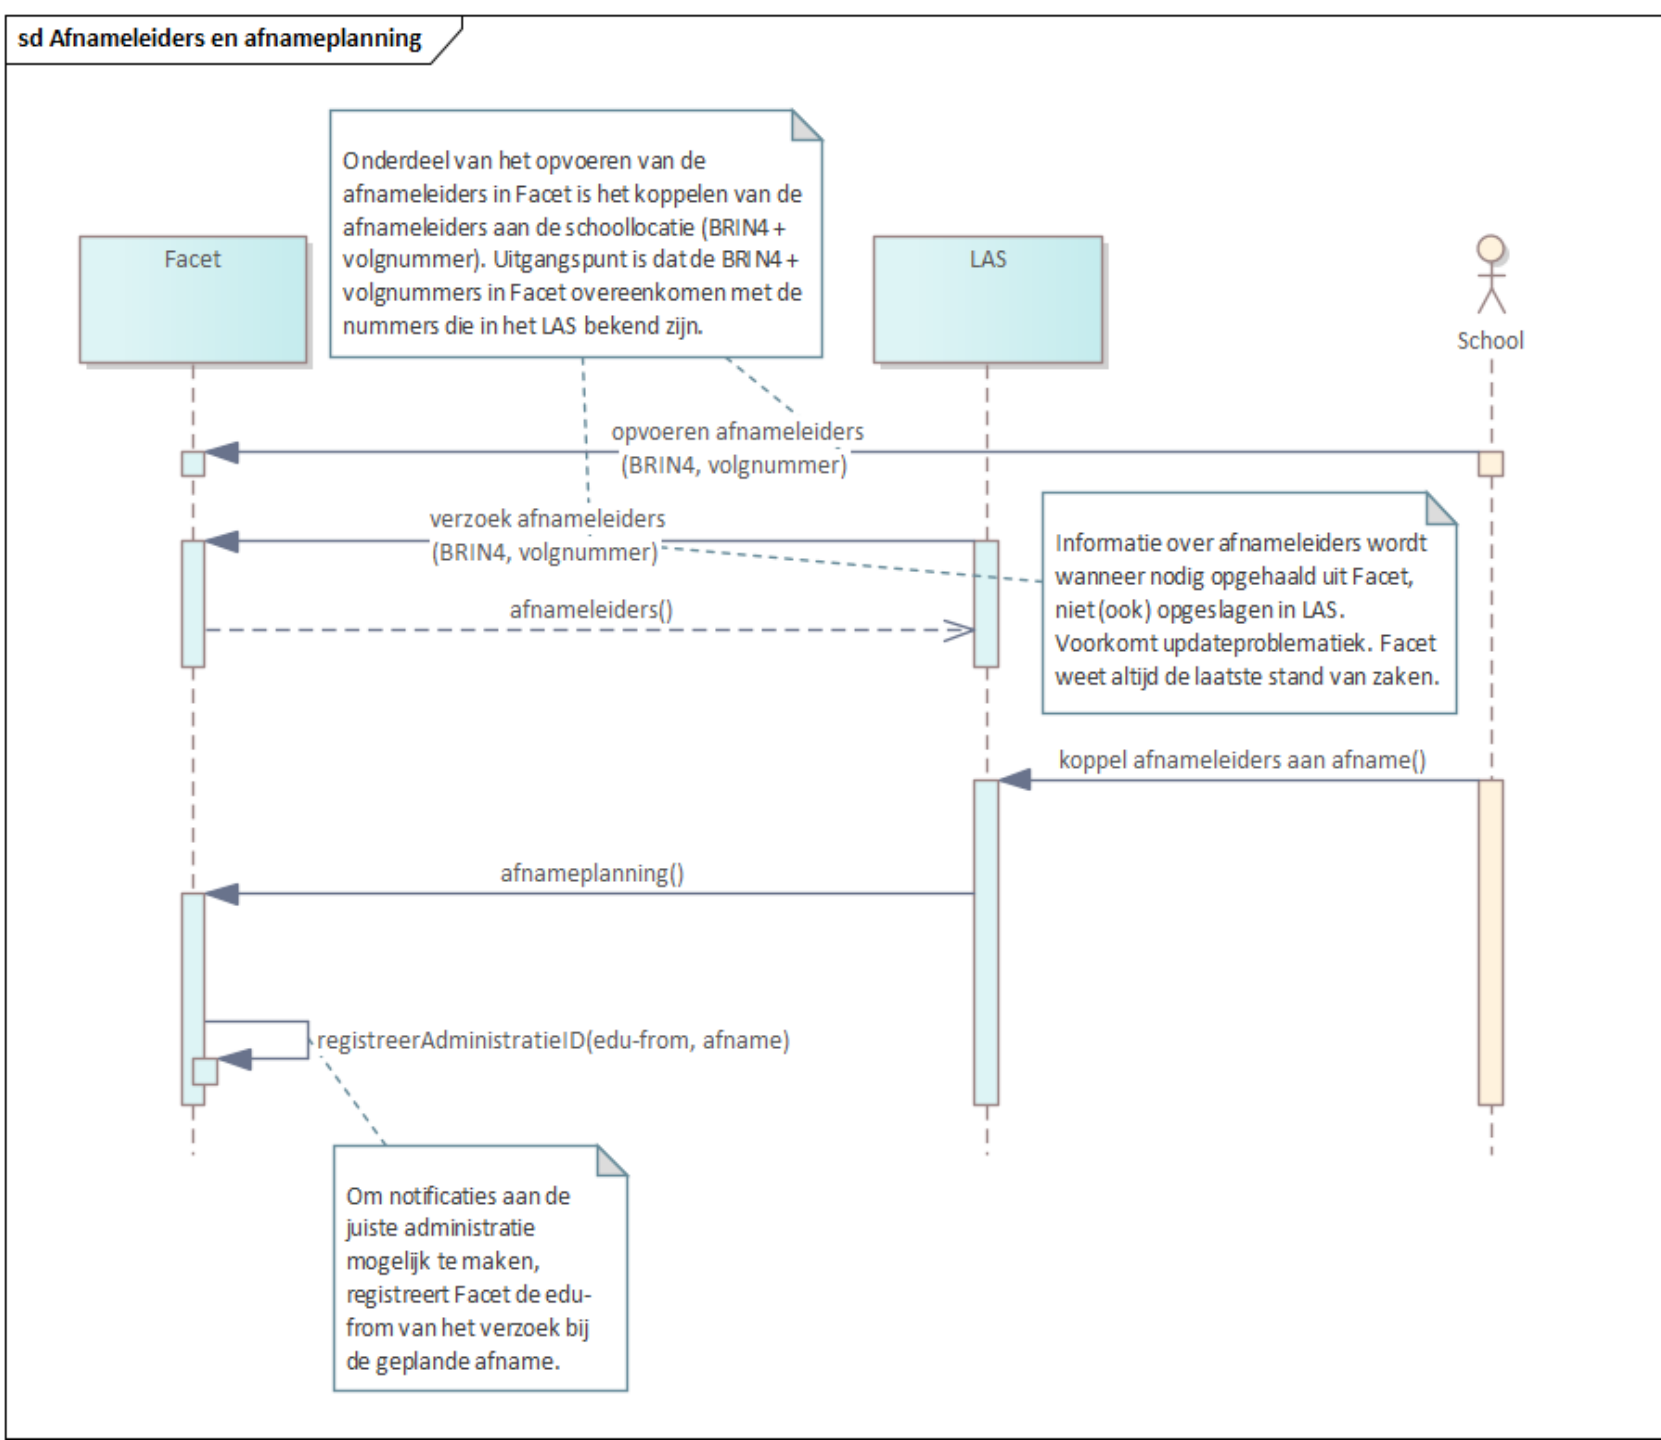 sd Afnameleiders en afnameplanning
Onderdeel van het opvoeren van de
afnameleiders in Facet is het koppelen van de
afnameleiders aan de schoollocatie (BRIN4 +
volgnummer). Uitgangspunt is dat de BRIN4 +
volgnummers in Facet overeenkomen met de
nummers die in het LAS bekend zijn.
Facet
LAS
School
opvoeren afnameleiders
(BRIN4, volgnummer)
verzoek afnameleiders
(BRIN4, volgnummer)
Informatie over afnameleiders wordt
wanneer nodig opgehaald uit Facet,
niet (ook) opgeslagen in LAS.
Voorkomt updateproblematiek. Facet
weet altijd de laatste stand van zaken.
afnameleiders()
koppel afnameleiders aan afname()
afnameplanning()
registreerAdministratieID(edu-from, afname)
Om notificaties aan de
juiste administratie
mogelijk te maken,
registreert Facet de edu-
from van het verzoek bij
de geplande afname.